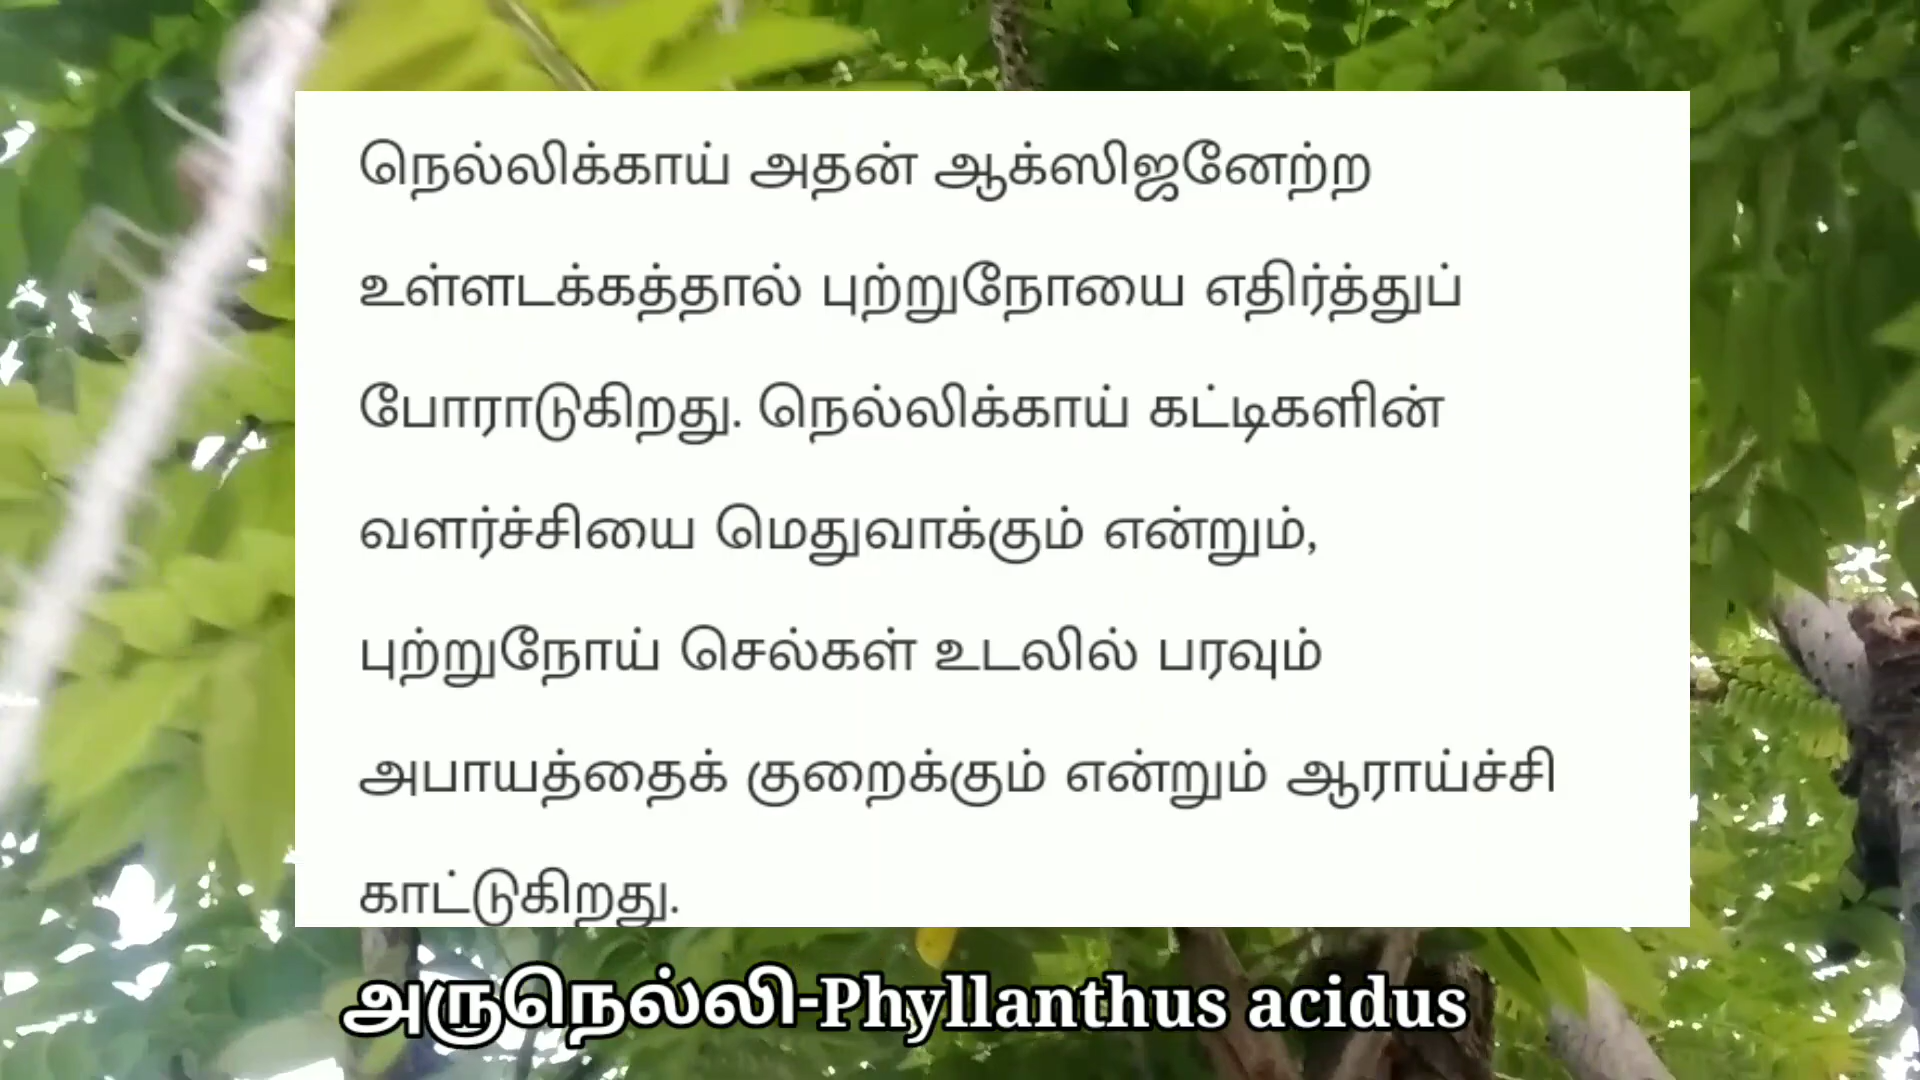 நெல்லிக்காய் அதன் ஆக்ஸிஜனேற்ற
உள்ளடக்கத்தால் புற்றுநோயை எதிர்த்துப்
போராடுகிறது. நெல்லிக்காய் கட்டிகளின்
வளர்ச்சியை மெதுவாக்கும் என்றும்,
புற்றுநோய் செல்கள் உடலில் பரவும்
அபாயத்தைக் குறைக்கும் என்றும் ஆராய்ச்சி
காட்டுகிறது.
அருநெல்லி-Phyllanthus acidus